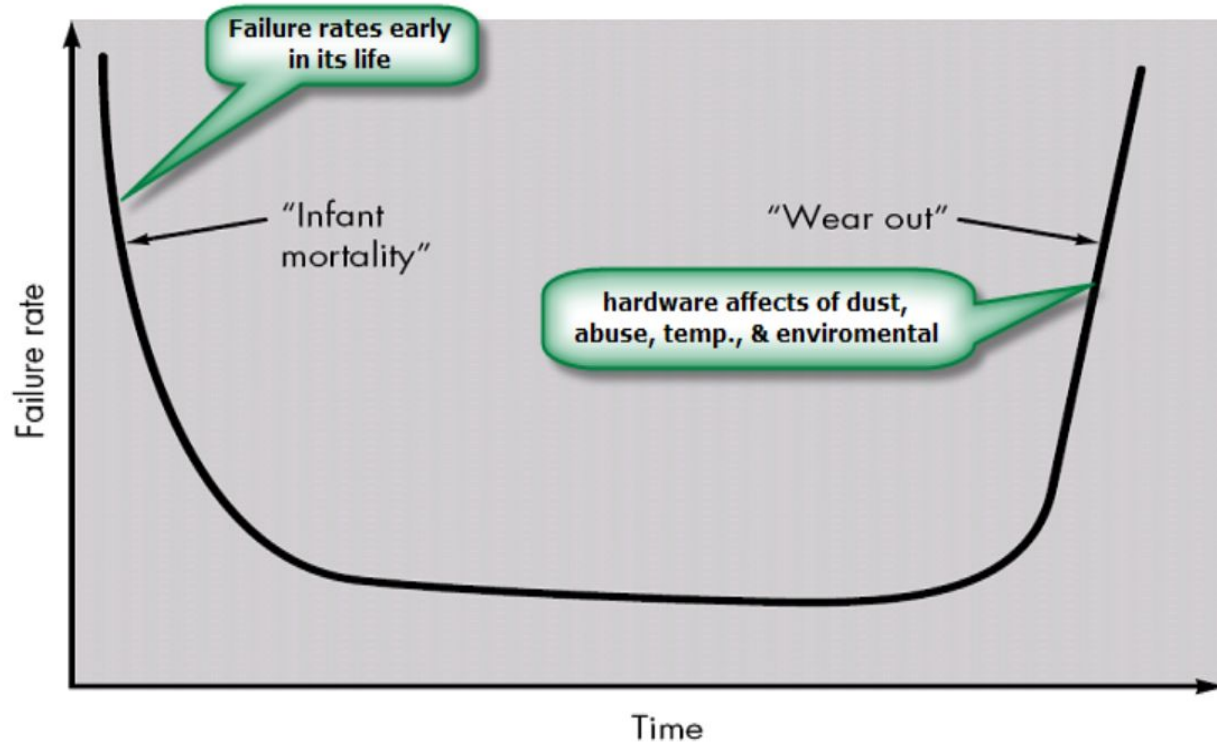 Failure rates early
in its life
"Infant
mortality"
"Wear out"
hardware affects of dust,
abuse, temp., & enviromental
Failure rate
Time